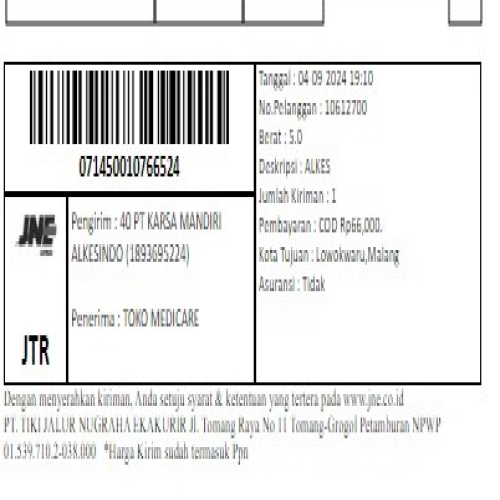 071450010766524
JNE
JTR
Pengirim : 40 PT KARSA MANDIRI
ALKESINDO (1893695224)
Penerima : TOKO MEDICARE
Tanggal : 04-09-2024 19:10
No.Pelanggan : 10612700
Berat : 5.0
Deskripsi : ALKES
Jumlah Kiriman : 1
Pembayaran : COD Rp66,000.
Kota Tujuan : Lowokwaru,Malang
Asuransi : Tidak
Dengan menyerahkan kiriman, Anda setuju syarat & ketentuan yang tertera pada www.jne.co.id
PT. TIKI JALUR NUGRAHA EKAKURIR Jl. Tomang Raya No 11 Tomang-Grogol Petamburan NPWP
01.539.710.2-038.000 *Harga Kirim sudah termasuk Ppn